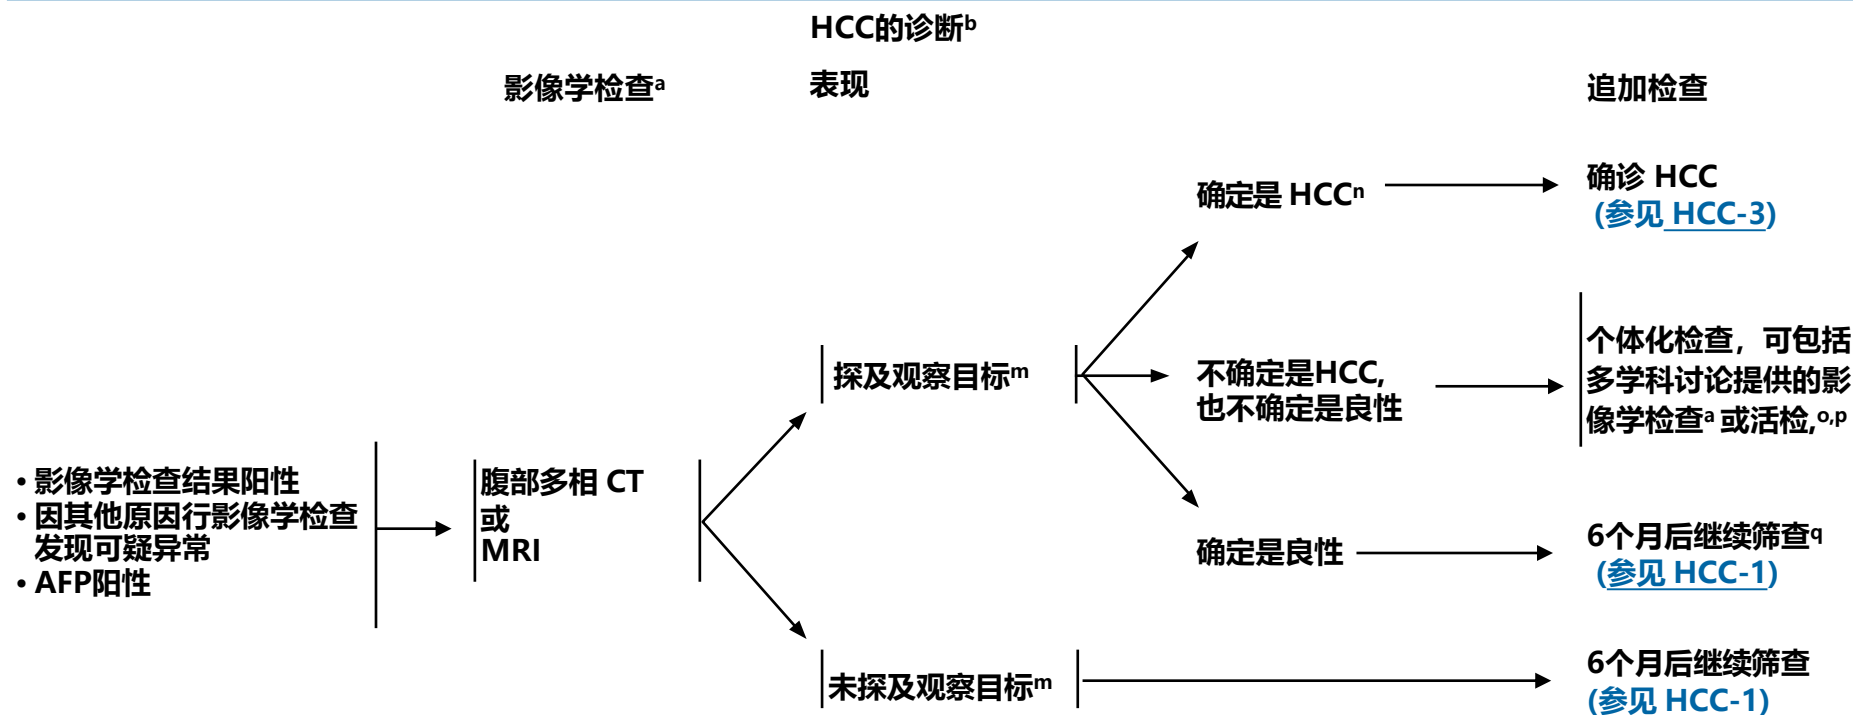 HCC的诊断b
影像学检查a
表现
追加检查
确定是 HCCn
确诊 HCC
(参见 HCC-3)
探及观察目标m
不确定是HCC,
也不确定是良性
个体化检查，可包括
多学科讨论提供的影
像学检查a 或活检,o,p
• 影像学检查结果阳性
• 因其他原因行影像学检查
发现可疑异常
• AFP阳性
腹部多相 CT
或
MRI
确定是良性
6个月后继续筛查q
(参见 HCC-1)
未探及观察目标m
6个月后继续筛查
(参见 HCC-1)